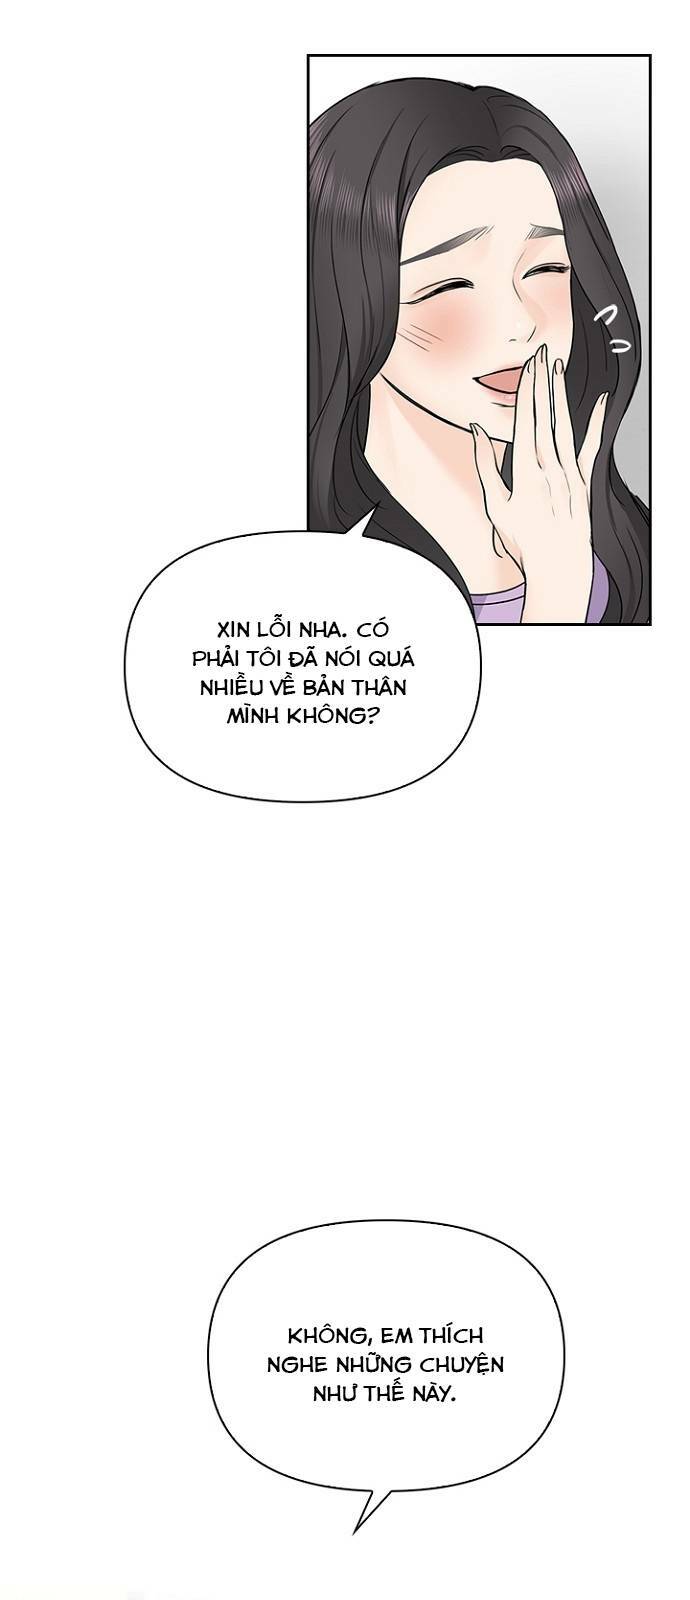 XIN LỖI NHA. CÓ
PHẢI TÔI ĐÃ NÓI QUÁ
NHIỀU VỀ BẢN THÂN
MÌNH KHÔNG?
KHÔNG, EM THÍCH
NGHE NHỮNG CHUYỆN
NHƯ THẾ NÀY.